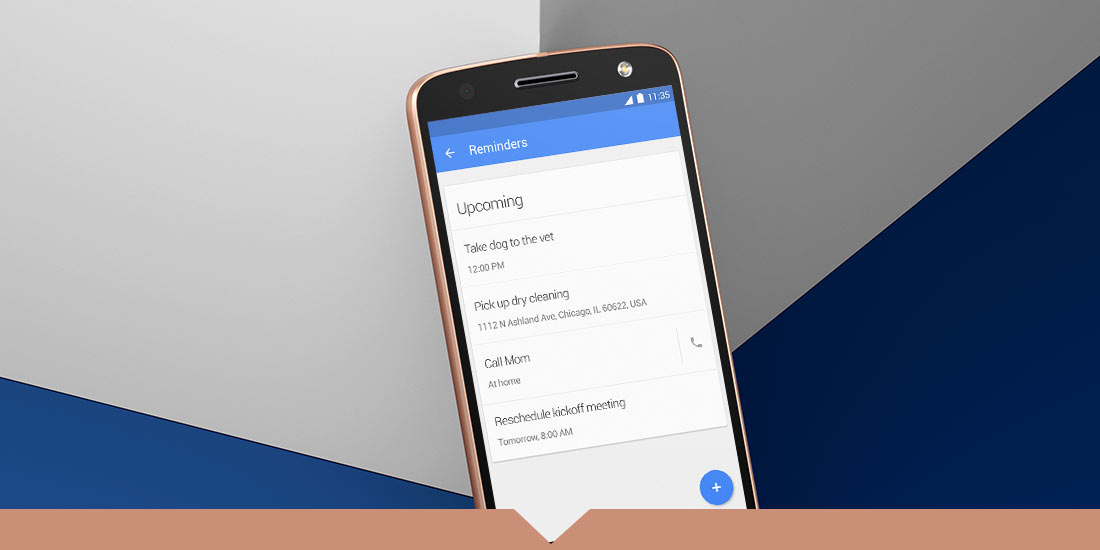 11:35
Reminders
Upcoming
Take dog to the vet
12:00 PM
Pick up dry cleaning
1112 N Ashland Ave, Chicago, IL 60622, USA
Call Mom
At home
Reschedule kickoff meeting
Tomorrow, 8:00 AM